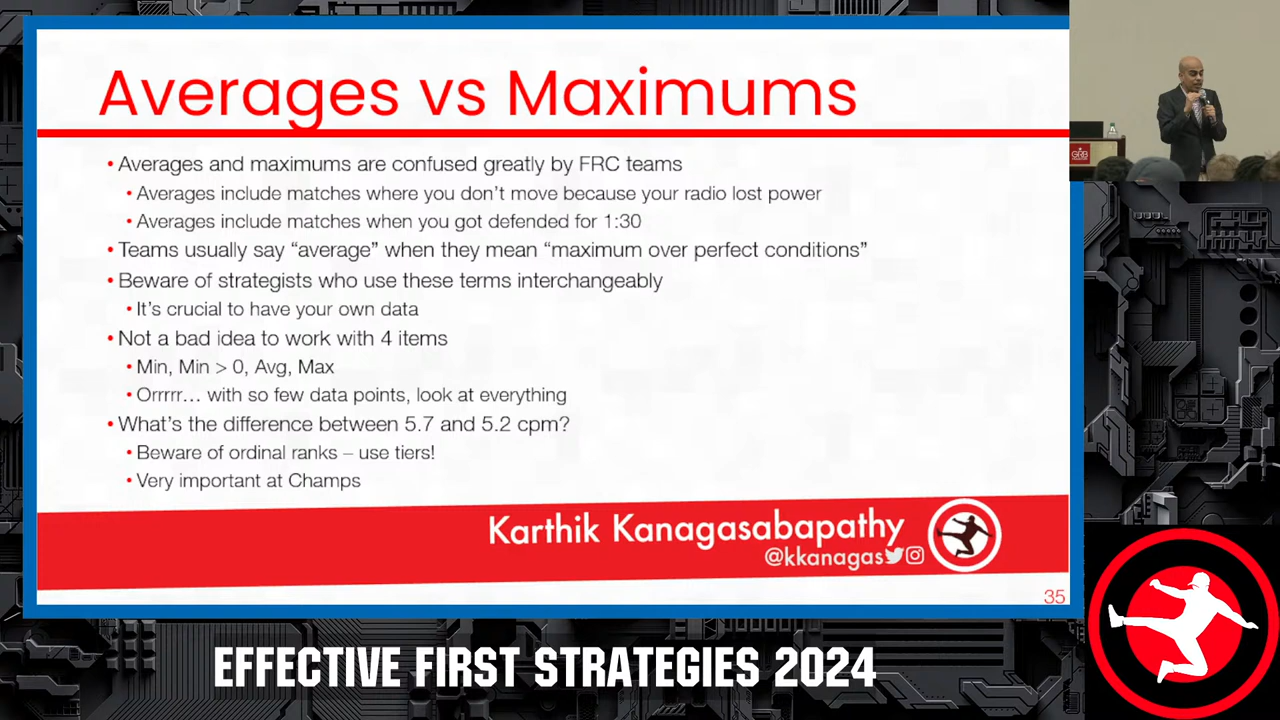 Averages vs Maximums
• Averages and maximums as confused greatly by FRC teams
• Averages include matches where you don't move because your radio lost power
• Averages include matches when you got defended for 1:30
• Teams usually say “average” when they mean “maximum over perfect conditions”
• Beware of strategists who use these terms interchangeably
• It's crucial to have your own data
• Not a bad idea to work with 4 items
• Min, Min > 0, Avg, Max
• Orrrrr… with so few data points, look at everything
• What's the difference between 5.7 and 5.2 cpm?
• Beware of ordinal ranks – use tiers!
• Very important at Champs
Karthik Kanagasabapathy
@kkanagas
35
GRB
EFFECTIVE FIRST STRATEGIES 2024